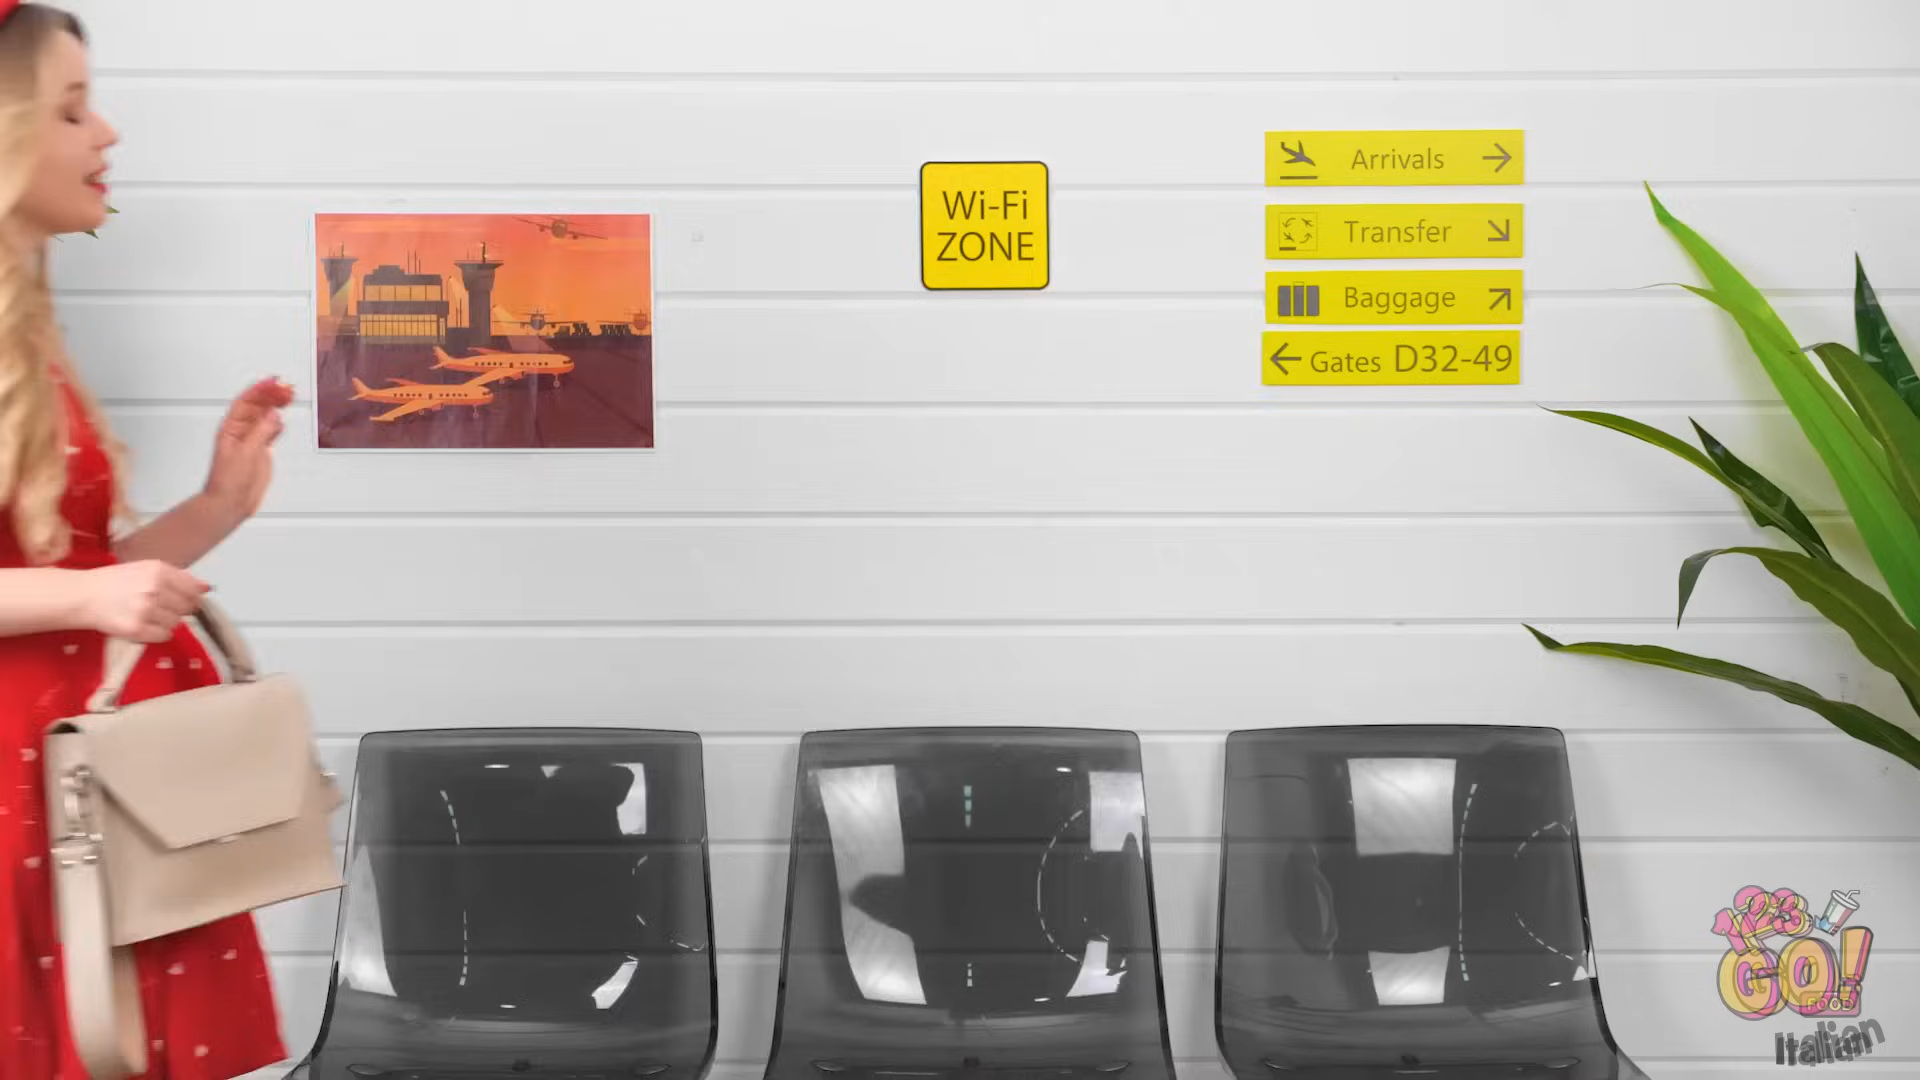 Wi-Fi
ZONE
Arrivals
Transfer
Baggage
Gates D32-49
123
GO!
FOOD
Italian